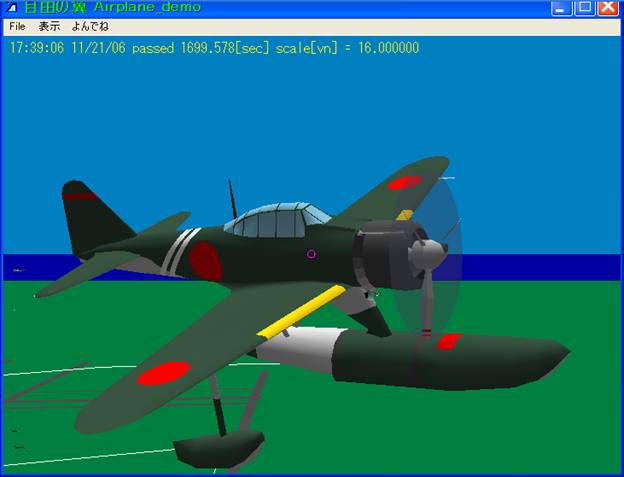 自由の翼 Airplane_demo
File 表示 よんでね
17:39:06 11/21/06 passed 1699.578[sec] scale[vn] = 16.000000